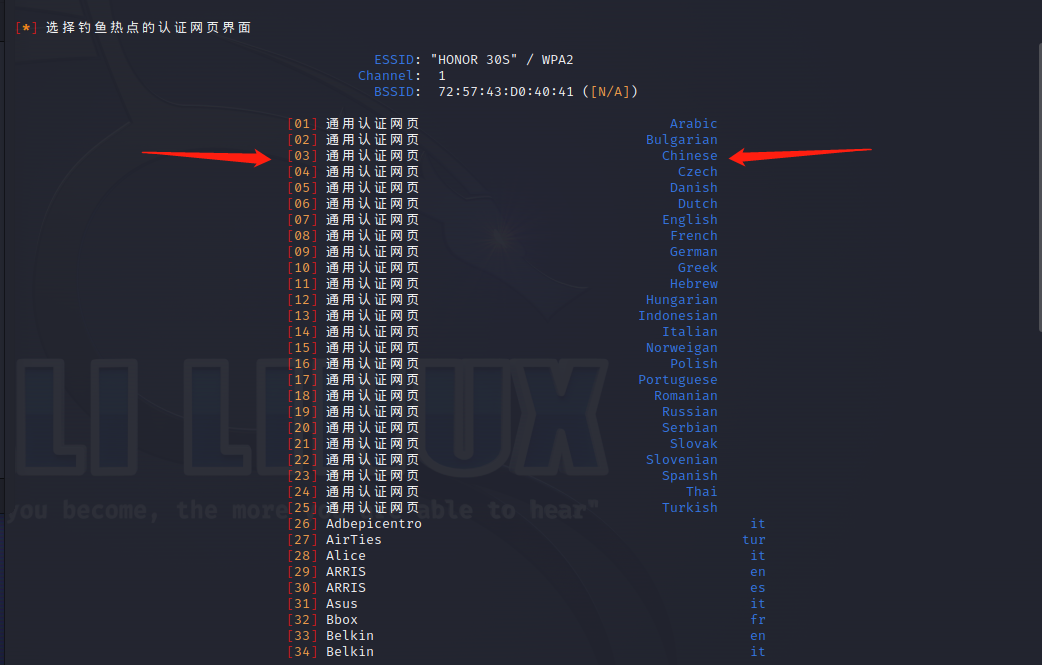 [*] 选择钓鱼热点的认证网页界面
ESSID: "HONOR 30S" / WPA2
Channel: 1
BSSID: 72:57:43:D0:40:41 ([N/A])
[01] 通用认证网页 Arabic
[02] 通用认证网页 Bulgarian
[03] 通用认证网页 Chinese
[04] 通用认证网页 Czech
[05] 通用认证网页 Danish
[06] 通用认证网页 Dutch
[07] 通用认证网页 English
[08] 通用认证网页 French
[09] 通用认证网页 German
[10] 通用认证网页 Greek
[11] 通用认证网页 Hebrew
[12] 通用认证网页 Hungarian
[13] 通用认证网页 Indonesian
[14] 通用认证网页 Italian
[15] 通用认证网页 Norweigan
[16] 通用认证网页 Polish
[17] 通用认证网页 Portuguese
[18] 通用认证网页 Romanian
[19] 通用认证网页 Russian
[20] 通用认证网页 Serbian
[21] 通用认证网页 Slovak
[22] 通用认证网页 Slovenian
[23] 通用认证网页 Spanish
[24] 通用认证网页 Thai
[25] 通用认证网页 Turkish
[26] Adbepicentro it
[27] AirTies tur
[28] Alice it
[29] ARRIS en
[30] ARRIS es
[31] Asus it
[32] Bbox fr
[33] Belkin en
[34] Belkin it
LI LINUX
you become, the more you are able to hear"